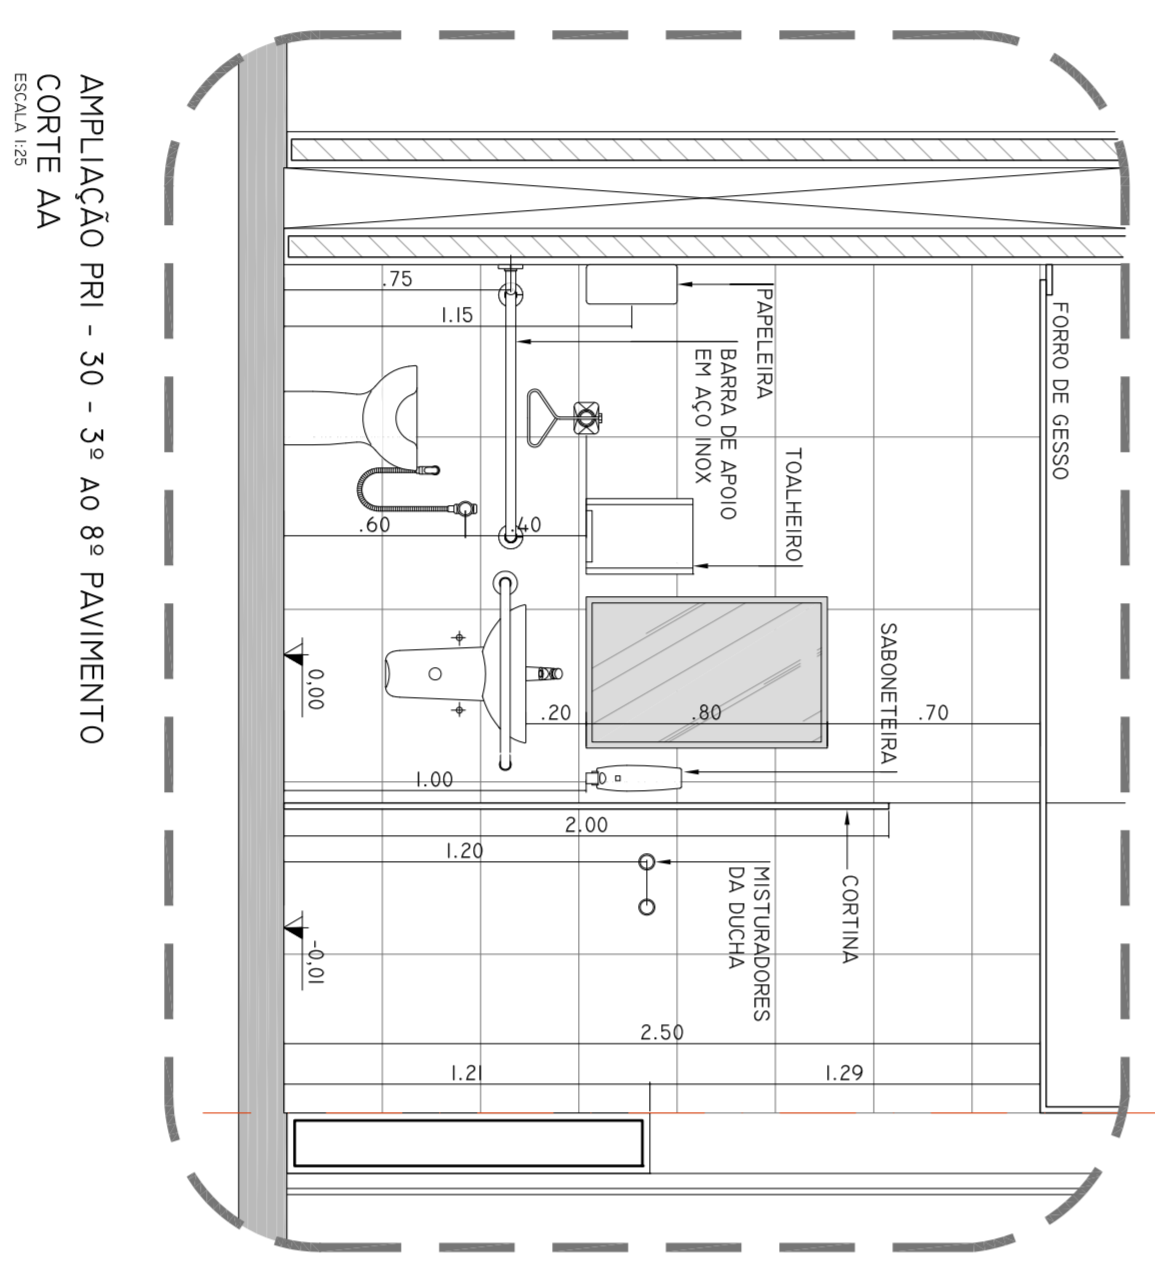 FORRO DE GESSO
PAPELEIRA
BARRA DE APOIO
EM AÇO INOX
TOALHEIRO
SABONETEIRA
CORTINA
MISTURADORES
DA DUCHA
.75
1.15
.60
.40
.20
.80
.70
1.00
2.00
1.20
2.50
1.21
1.29
0,00
-0,01
AMPLIAÇÃO PRI - 30 - 3º AO 8º PAVIMENTO
CORTE AA
ESCALA 1:25